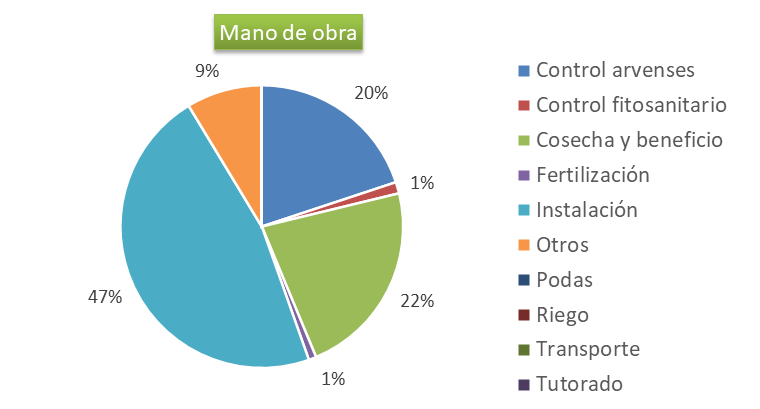 Mano de obra
9%
20%
1%
22%
1%
47%
Control arvenses
Control fitosanitario
Cosecha y beneficio
Fertilización
Instalación
Otros
Podas
Riego
Transporte
Tutorado